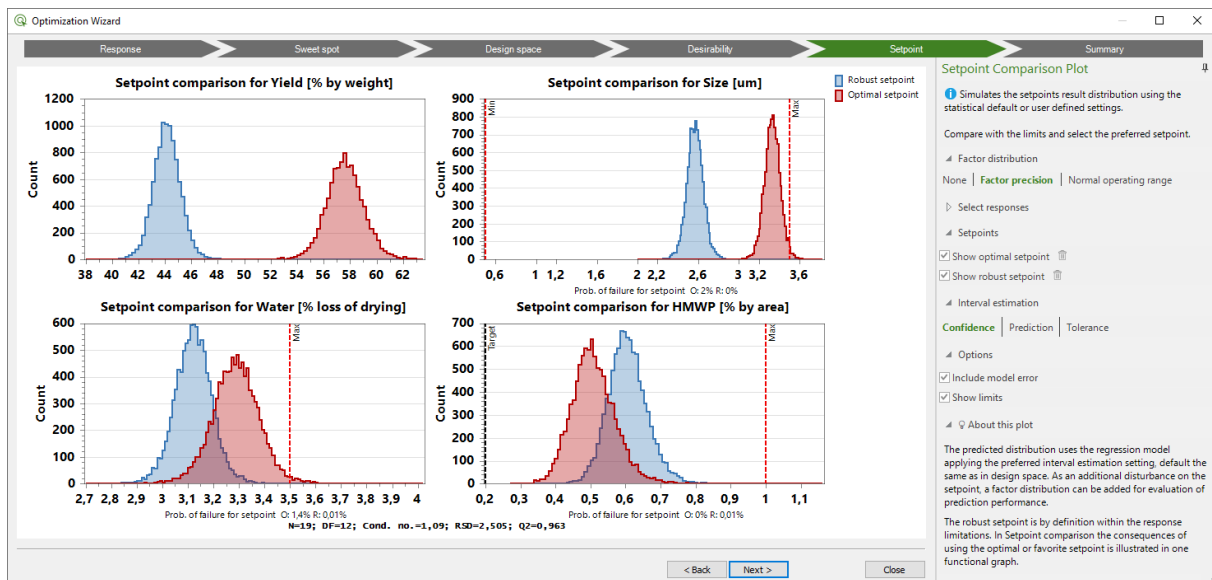 Optimization Wizard
Response
Sweet spot
Design space
Desirability
Setpoint
Summary
Setpoint comparison for Yield [% by weight]
1200
1000
800
600
400
200
0
Count
38 40 42 44 46 48 50 52 54 56 58 60 62
Setpoint comparison for Size [um]
900
800
700
600
500
400
300
200
100
0
Count
Min
Max
0,6 1 1,2 1,6 2 2,2 2,6 3 3,2 3,6
Prob. of failure for setpoint O: 2% R: 0%
Robust setpoint
Optimal setpoint
Setpoint comparison for Water [% loss of drying]
600
500
400
300
200
100
0
Count
Max
2,7 2,8 2,9 3 3,1 3,2 3,3 3,4 3,5 3,6 3,7 3,8 3,9 4
Prob. of failure for setpoint O: 1,4% R: 0,01%
Setpoint comparison for HMWP [% by area]
700
600
500
400
300
200
100
0
Count
Target
Max
0,2 0,3 0,4 0,5 0,6 0,7 0,8 0,9 1 1,1
Prob. of failure for setpoint O: 0% R: 0,01%
N=19; DF=12; Cond. no.=1,09; RSD=2,505; Q2=0,963
< Back
Next >
Close
Setpoint Comparison Plot
Simulates the setpoints result distribution using the
statistical default or user defined settings.
Compare with the limits and select the preferred setpoint.
Factor distribution
None | Factor precision | Normal operating range
Select responses
Setpoints
Show optimal setpoint
Show robust setpoint
Interval estimation
Confidence | Prediction | Tolerance
Options
Include model error
Show limits
About this plot
The predicted distribution uses the regression model
applying the preferred interval estimation setting, default the
same as in design space. As an additional disturbance on the
setpoint, a factor distribution can be added for evaluation of
prediction performance.
The robust setpoint is by definition within the response
limitations. In Setpoint comparison the consequences of
using the optimal or favorite setpoint is illustrated in one
functional graph.